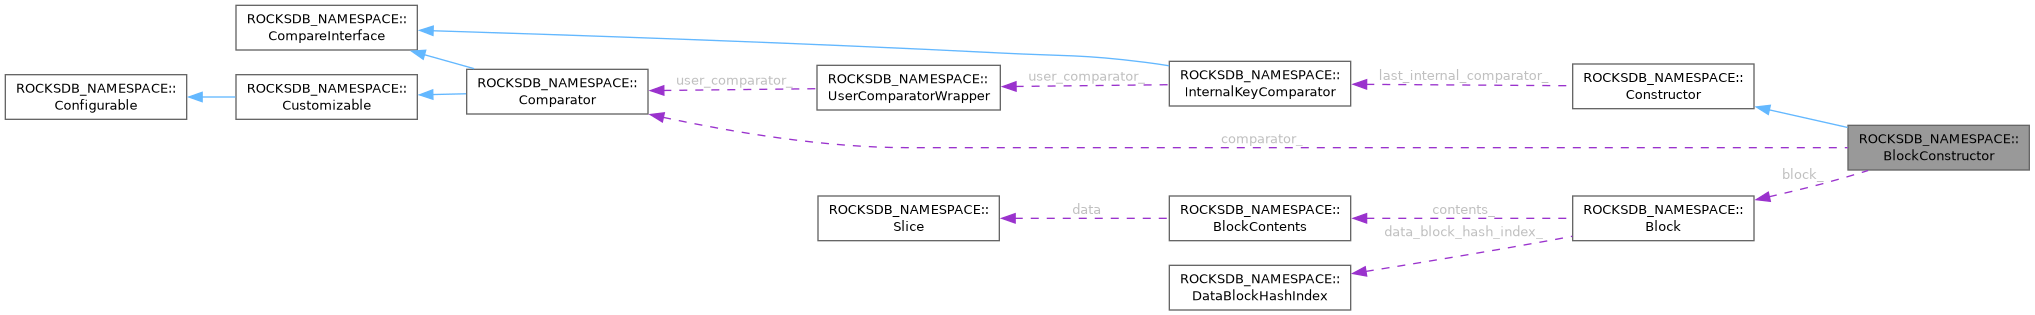 ROCKSDB_NAMESPACE::
CompareInterface
ROCKSDB_NAMESPACE::
Configurable
ROCKSDB_NAMESPACE::
Customizable
ROCKSDB_NAMESPACE::
Comparator
user_comparator_
ROCKSDB_NAMESPACE::
UserComparatorWrapper
user_comparator_
ROCKSDB_NAMESPACE::
InternalKeyComparator
last_internal_comparator_
ROCKSDB_NAMESPACE::
Constructor
comparator_
ROCKSDB_NAMESPACE::
BlockConstructor
block_
ROCKSDB_NAMESPACE::
Slice
data
ROCKSDB_NAMESPACE::
BlockContents
contents_
data_block_hash_index_
ROCKSDB_NAMESPACE::
Block
ROCKSDB_NAMESPACE::
DataBlockHashIndex